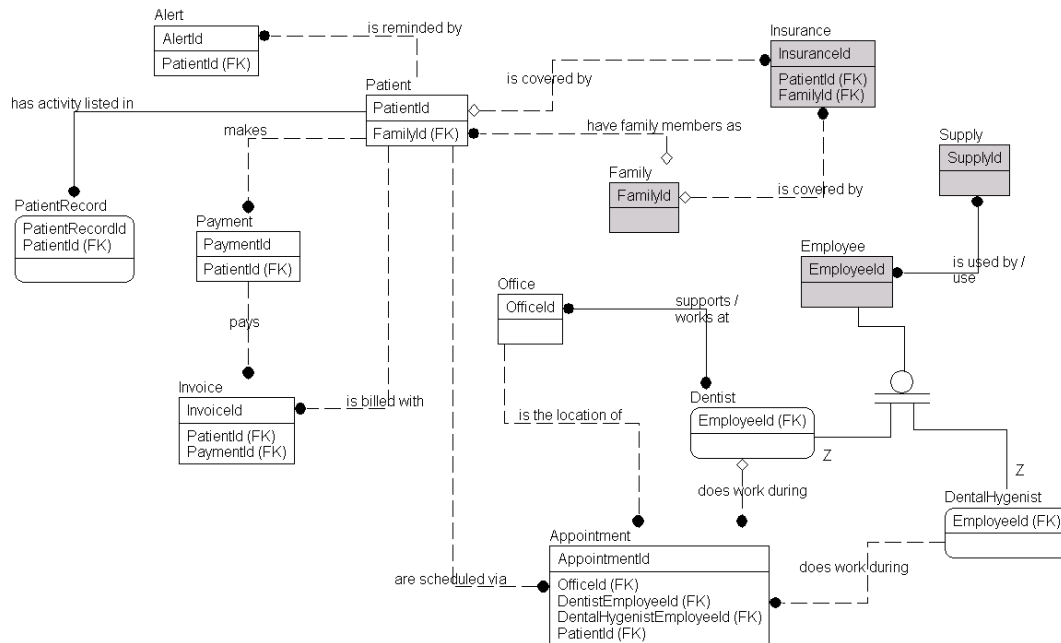 Alert
AlertId
PatientId (FK)
is reminded by
Insurance
InsuranceId
PatientId (FK)
FamilyId (FK)
is covered by
Patient
PatientId
FamilyId (FK)
has activity listed in
makes
have family members as
Supply
SupplyId
Family
FamilyId
is covered by
PatientRecord
PatientRecordId
PatientId (FK)
Payment
PaymentId
PatientId (FK)
Employee
EmployeeId
is used by /
use
Office
OfficeId
supports /
works at
pays
Invoice
InvoiceId
PatientId (FK)
PaymentId (FK)
is billed with
is the location of
Dentist
EmployeeId (FK)
Z
Z
does work during
DentalHygenist
EmployeeId (FK)
Appointment
AppointmentId
OfficeId (FK)
DentistEmployeeId (FK)
DentalHygenistEmployeeId (FK)
PatientId (FK)
are scheduled via
does work during